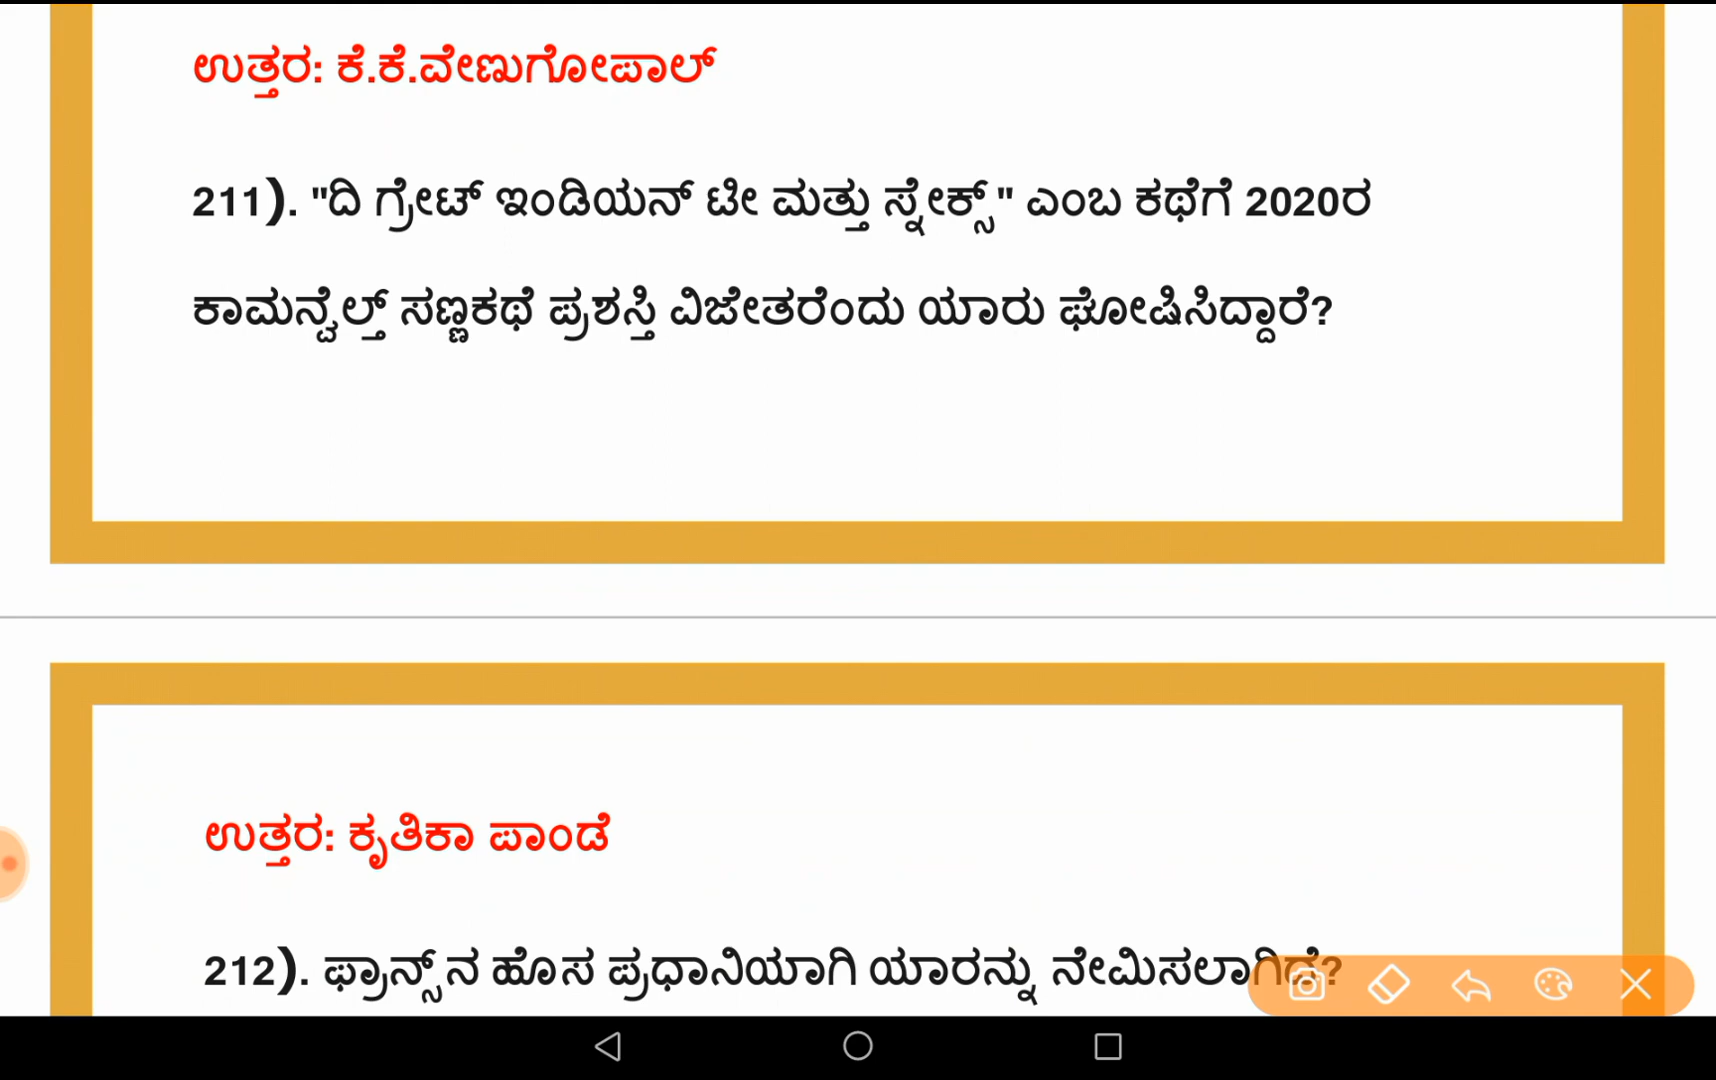 ಉತ್ತರ: ಕೆ.ಕೆ.ವೇಣುಗೋಪಾಲ್
211). "ದಿ ಗ್ರೇಟ್ ಇಂಡಿಯನ್ ಟೀ ಮತ್ತು ಸ್ನೇಕ್ಸ್" ಎಂಬ ಕಥೆಗೆ 2020ರ
ಕಾಮನ್ವೆಲ್ತ್ ಸಣ್ಣಕಥೆ ಪ್ರಶಸ್ತಿ ವಿಜೇತರೆಂದು ಯಾರು ಘೋಷಿಸಿದ್ದಾರೆ?
ಉತ್ತರ: ಕೃತಿಕಾ ಪಾಂಡೆ
212). ಫ್ರಾನ್ಸ್‌ನ ಹೊಸ ಪ್ರಧಾನಿಯಾಗಿ ಯಾರನ್ನು ನೇಮಿಸಲಾಗಿದೆ?